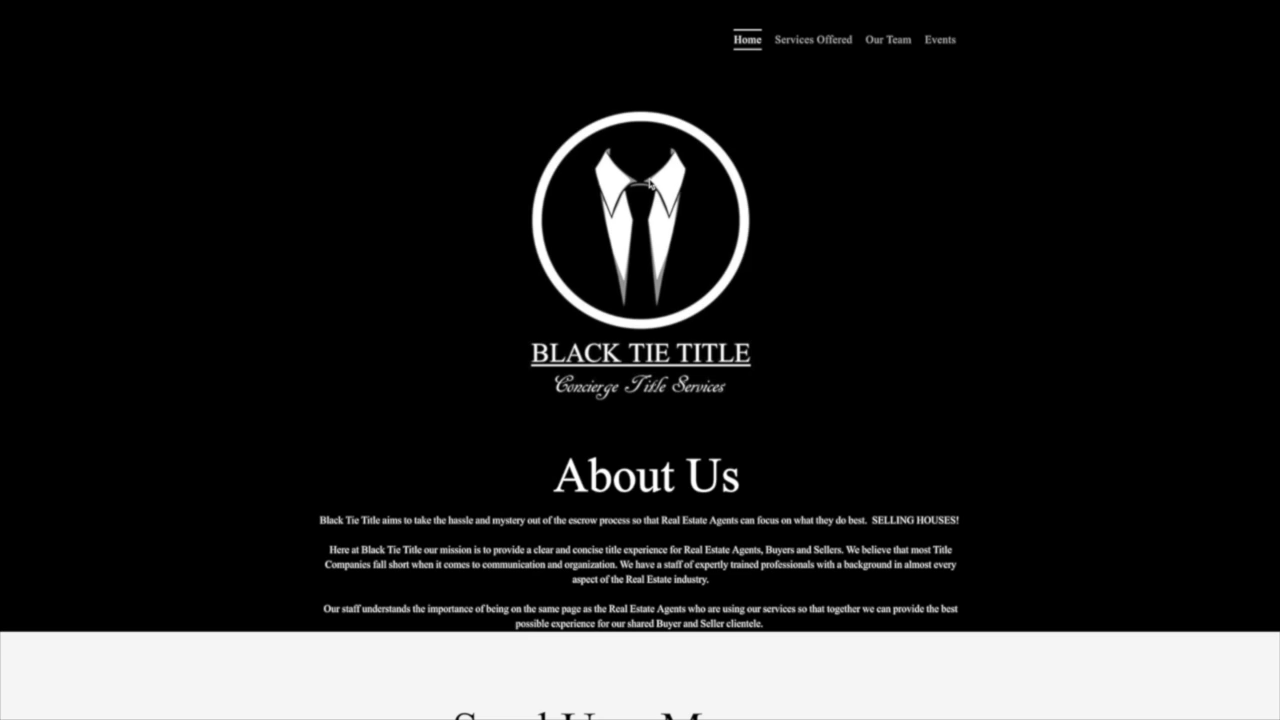 Home Services Offered Our Team Events
BLACK TIE TITLE
Concierge Title Services
About Us
Black Tie Title aims to take the hassle and mystery out of the escrow process so that Real Estate Agents can focus on what they do best. SELLING HOUSES!
Here at Black Tie Title our mission is to provide a clear and concise title experience for Real Estate Agents, Buyers and Sellers. We believe that most Title
Companies fall short when it comes to communication and organization. We have a staff of expertly trained professionals with a background in almost every
aspect of the Real Estate industry.
Our staff understands the importance of being on the same page as the Real Estate Agents who are using our services so that together we can provide the best
possible experience for our shared Buyer and Seller clientele.